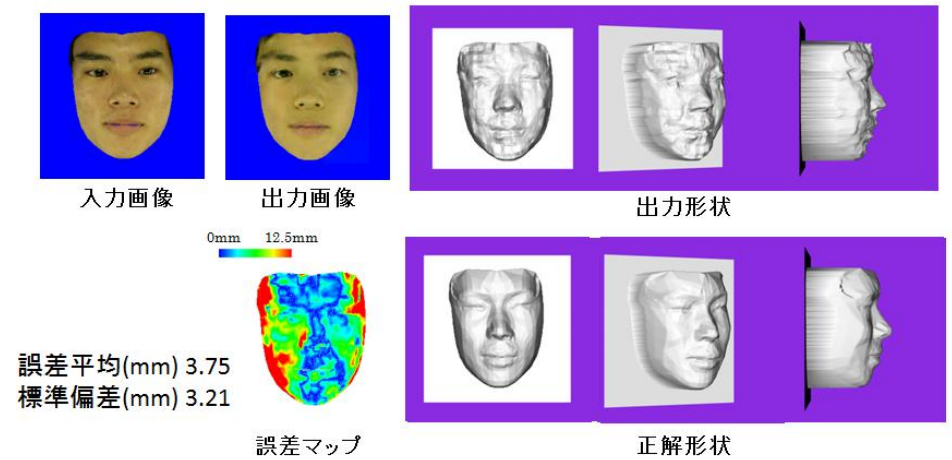 入力画像
出力画像
出力形状
0mm 12.5mm
誤差平均(mm) 3.75
標準偏差(mm) 3.21
誤差マップ
正解形状